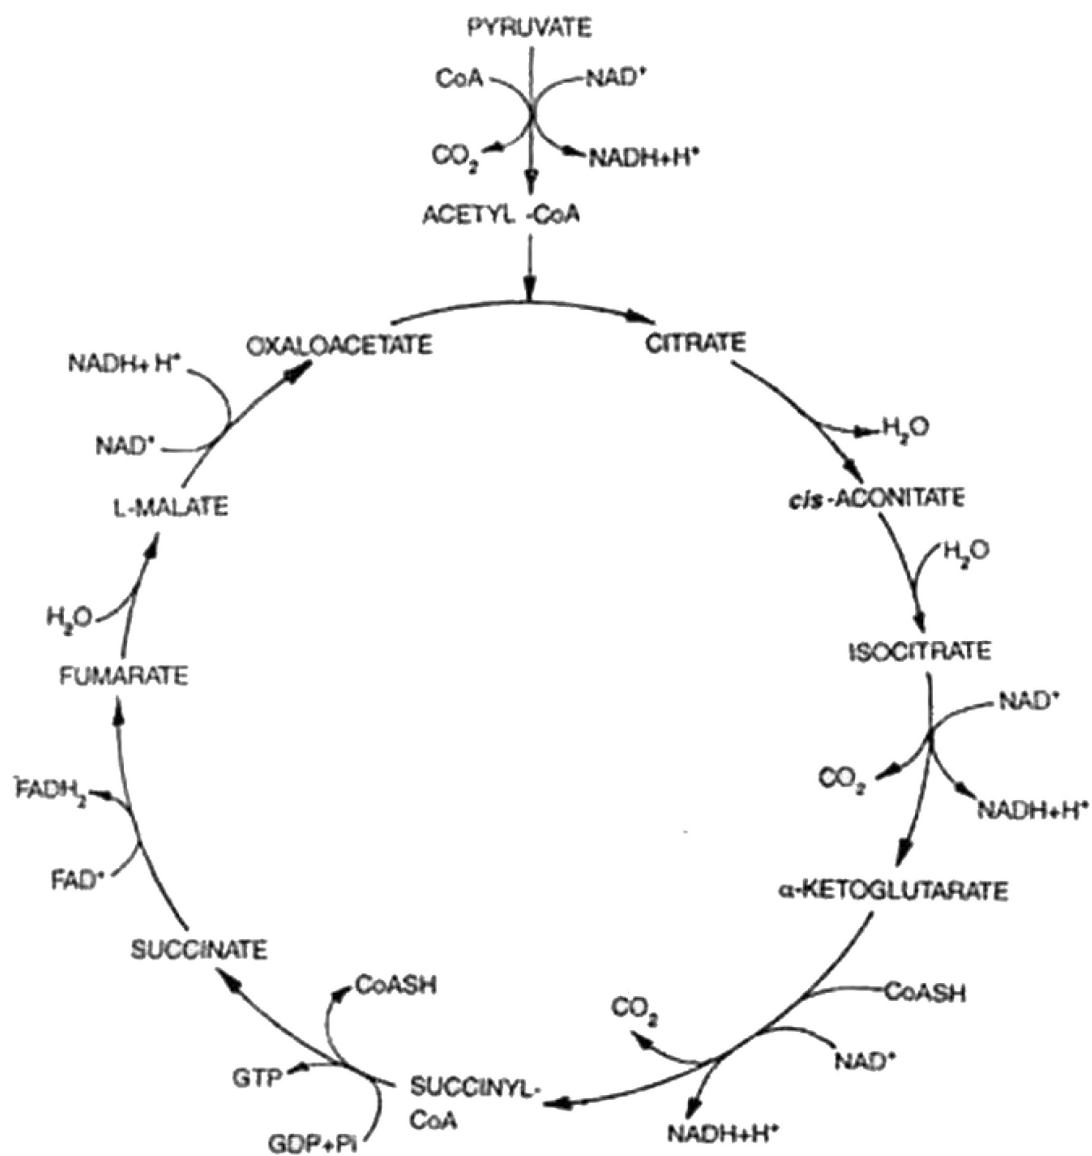 PYRUVATE
CoA
NAD⁺
CO₂
NADH+H⁺
ACETYL -CoA
OXALOACETATE
CITRATE
NADH+ H⁺
H₂O
NAD⁺
cis-ACONITATE
L-MALATE
H₂O
H₂O
ISOCITRATE
FUMARATE
NAD⁺
CO₂
FADH₂
NADH+H⁺
FAD⁺
α-KETOGLUTARATE
SUCCINATE
CoASH
CoASH
CO₂
NAD⁺
GTP
SUCCINYL-
CoA
NADH+H⁺
GDP+Pi